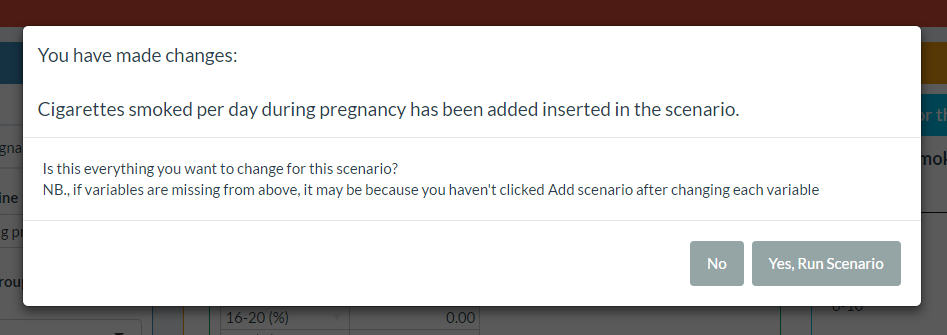 You have made changes:
Cigarettes smoked per day during pregnancy has been added inserted in the scenario.
Is this everything you want to change for this scenario?
NB., if variables are missing from above, it may be because you haven't clicked Add scenario after changing each variable
No
Yes, Run Scenario
16-20 (%)
0.00